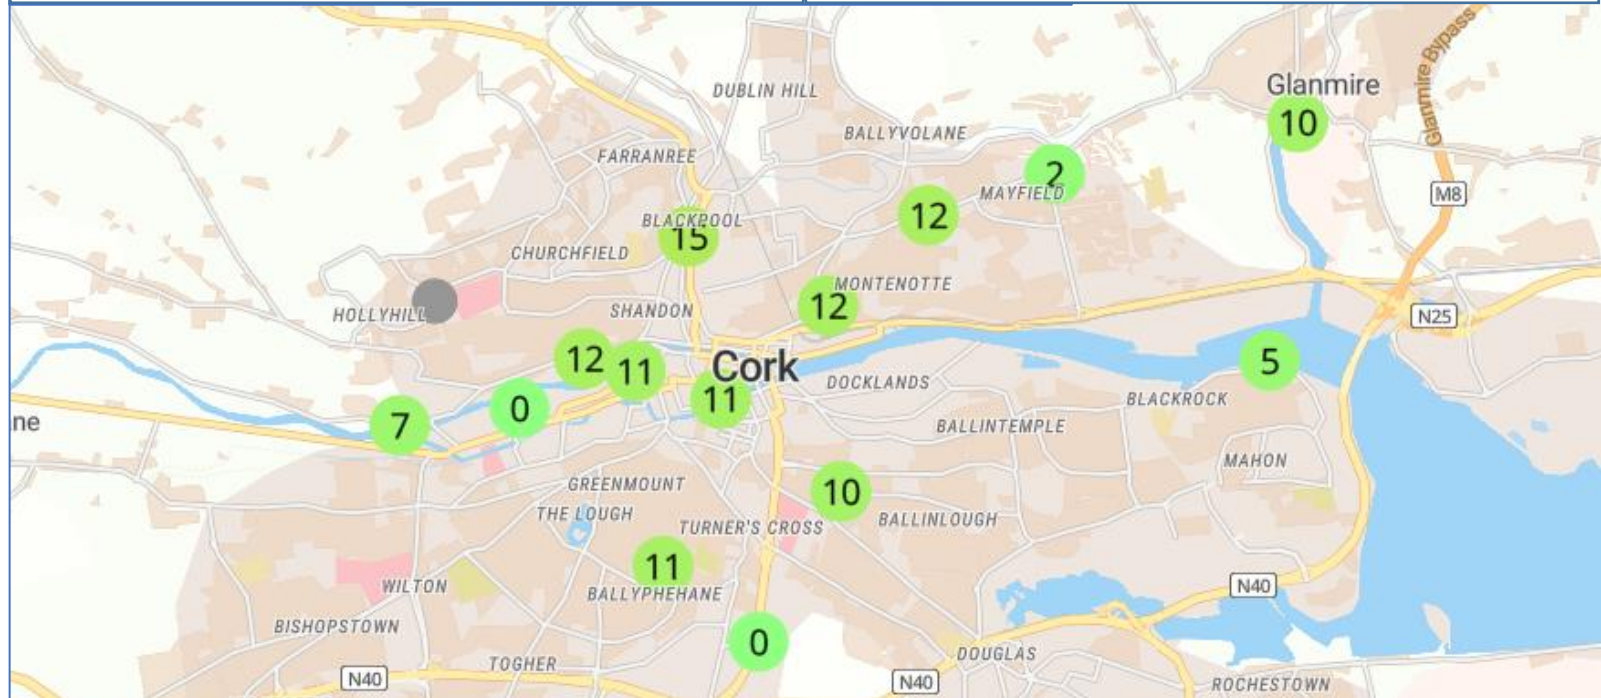 Glanmire Bypass
Glanmire
DUBLIN HILL
10
BALLYVOLANE
FARRANREE
2
MAYFIELD
M8
12
BLACKPOOL
15
CHURCHFIELD
MONTENOTTE
12
SHANDON
HOLLYHILL
N25
12
11
Cork
5
DOCKLANDS
11
BLACKROCK
0
7
ne
BALLINTEMPLE
MAHON
GREENMOUNT
10
THE LOUGH
TURNER'S CROSS
BALLINLOUGH
11
WILTON
BALLYPHEHANE
N40
BISHOPSTOWN
0
TOGHER
DOUGLAS
N40
N40
ROCHESTOWN